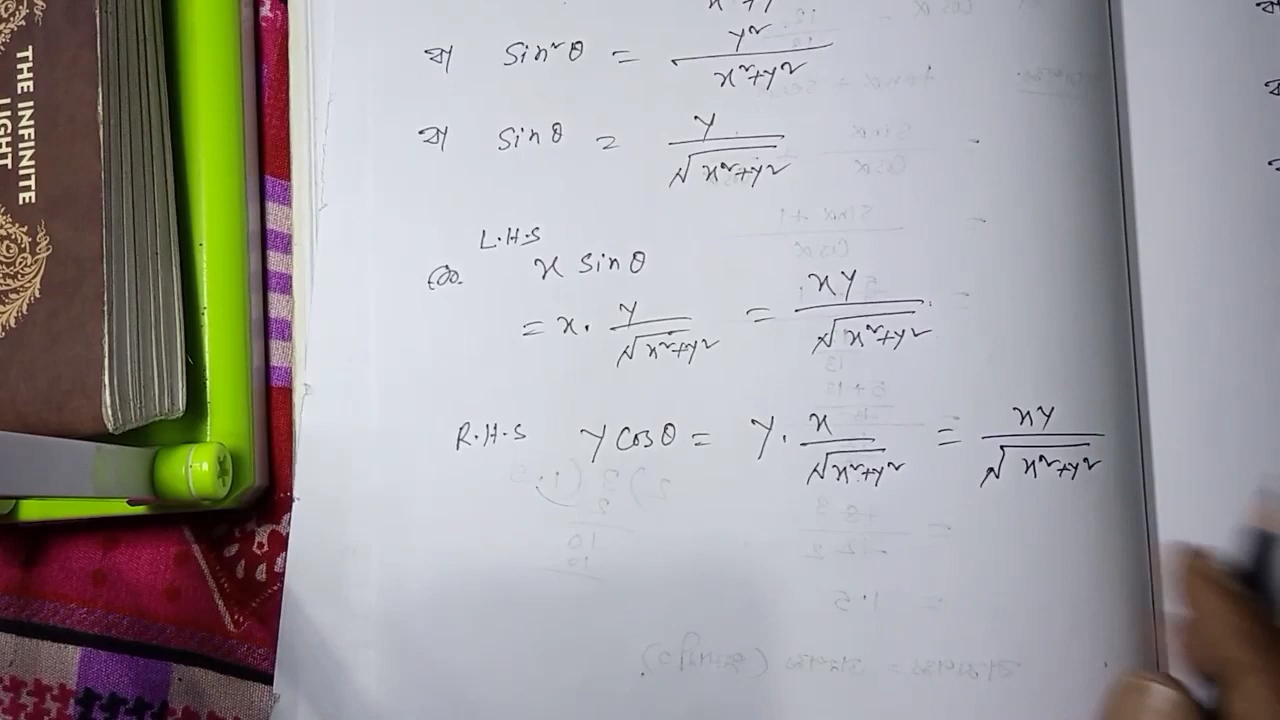 THE INFINITE
LIGHT
বা sin²θ = y²/(x²+y²)
বা sinθ = y/√(x²+y²)
L.H.S
x sinθ
= x. y/√(x²+y²) = xy/√(x²+y²)
R.H.S y cosθ = y. x/√(x²+y²) = xy/√(x²+y²)